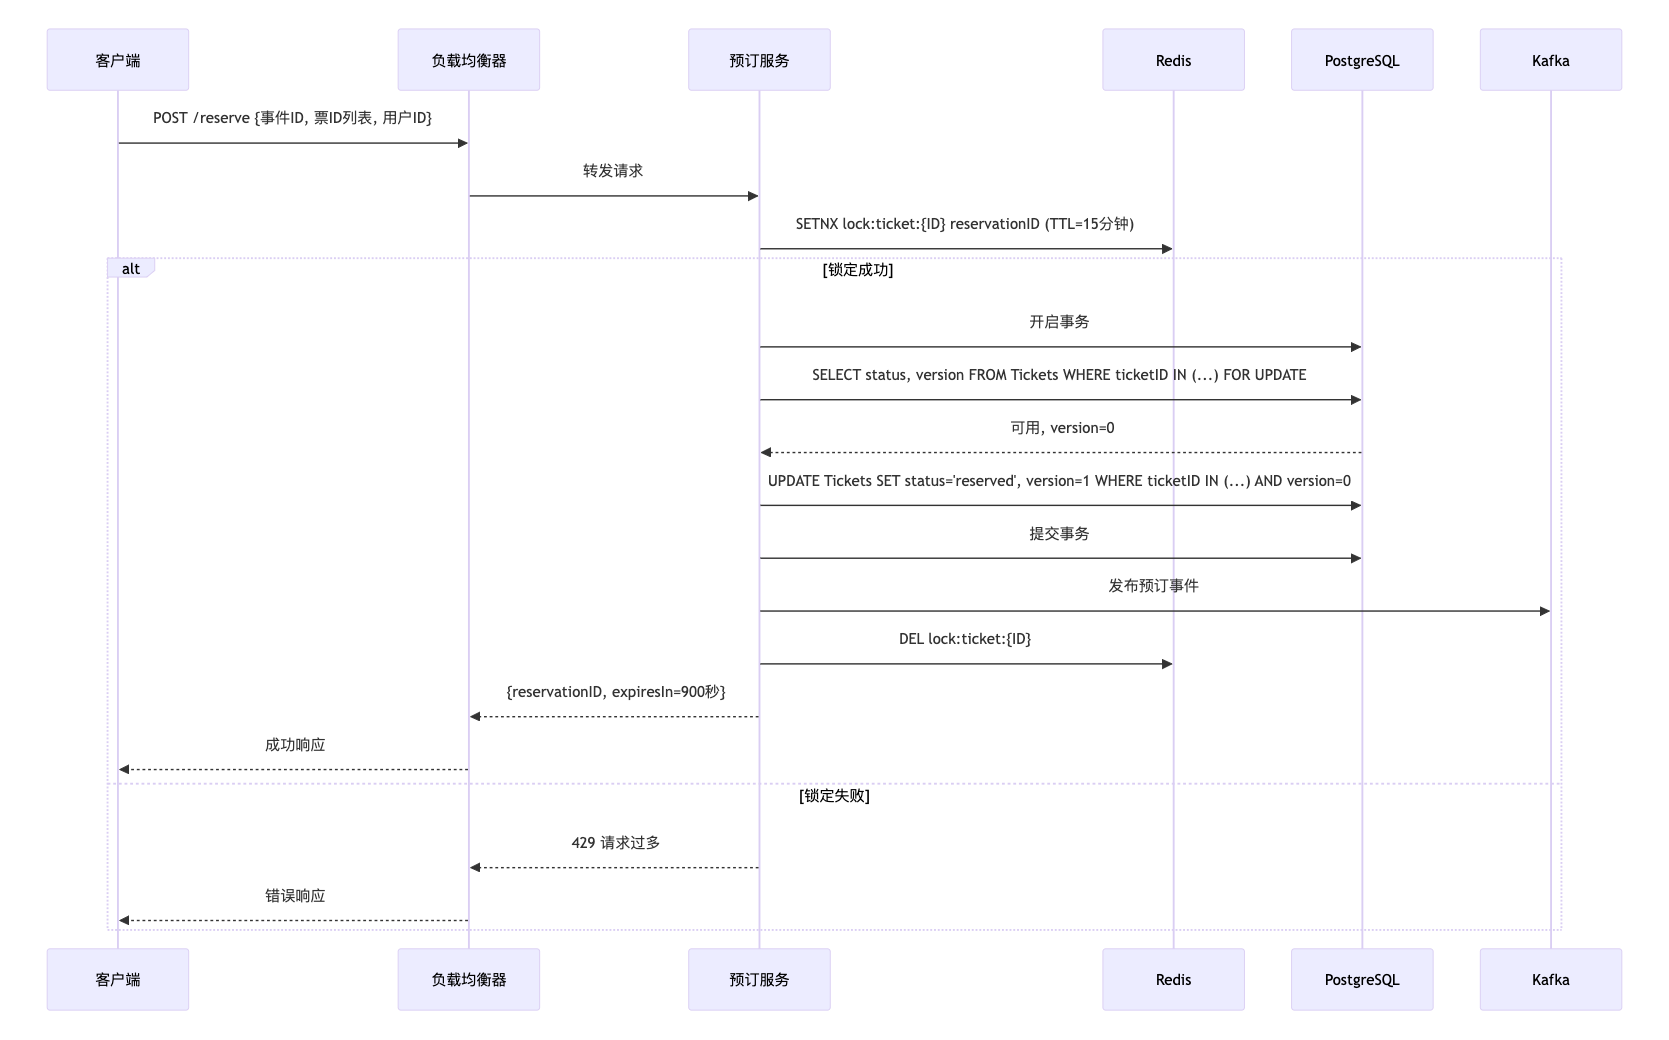 客户端
负载均衡器
预订服务
Redis
PostgreSQL
Kafka
POST /reserve {事件ID, 票ID列表, 用户ID}
转发请求
SETNX lock:ticket:{ID} reservationID (TTL=15分钟)
alt
[锁定成功]
开启事务
SELECT status, version FROM Tickets WHERE ticketID IN (...) FOR UPDATE
可用, version=0
UPDATE Tickets SET status='reserved', version=1 WHERE ticketID IN (...) AND version=0
提交事务
发布预订事件
DEL lock:ticket:{ID}
{reservationID, expiresIn=900秒}
成功响应
[锁定失败]
429 请求过多
错误响应
客户端
负载均衡器
预订服务
Redis
PostgreSQL
Kafka